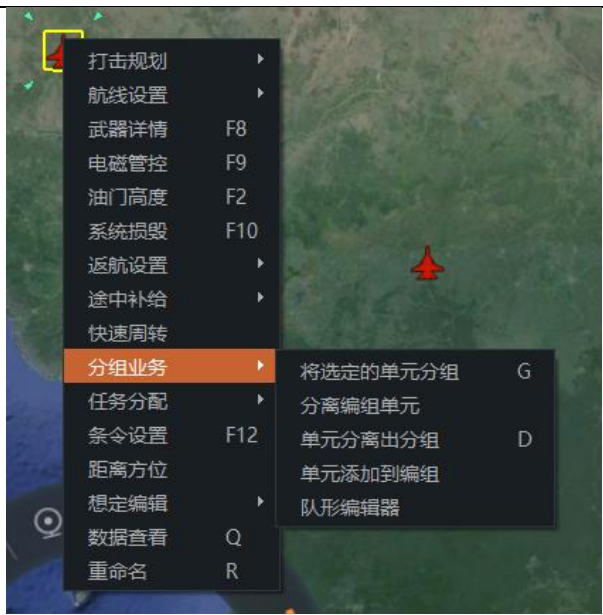 打击规划
航线设置
武器详情 F8
电磁管控 F9
油门高度 F2
系统损毁 F10
返航设置
途中补给
快速周转
分组业务
任务分配
条令设置 F12
距离方位
想定编辑
数据查看 Q
重命名 R
将选定的单元分组 G
分离编组单元
单元分离出分组 D
单元添加到编组
队形编辑器